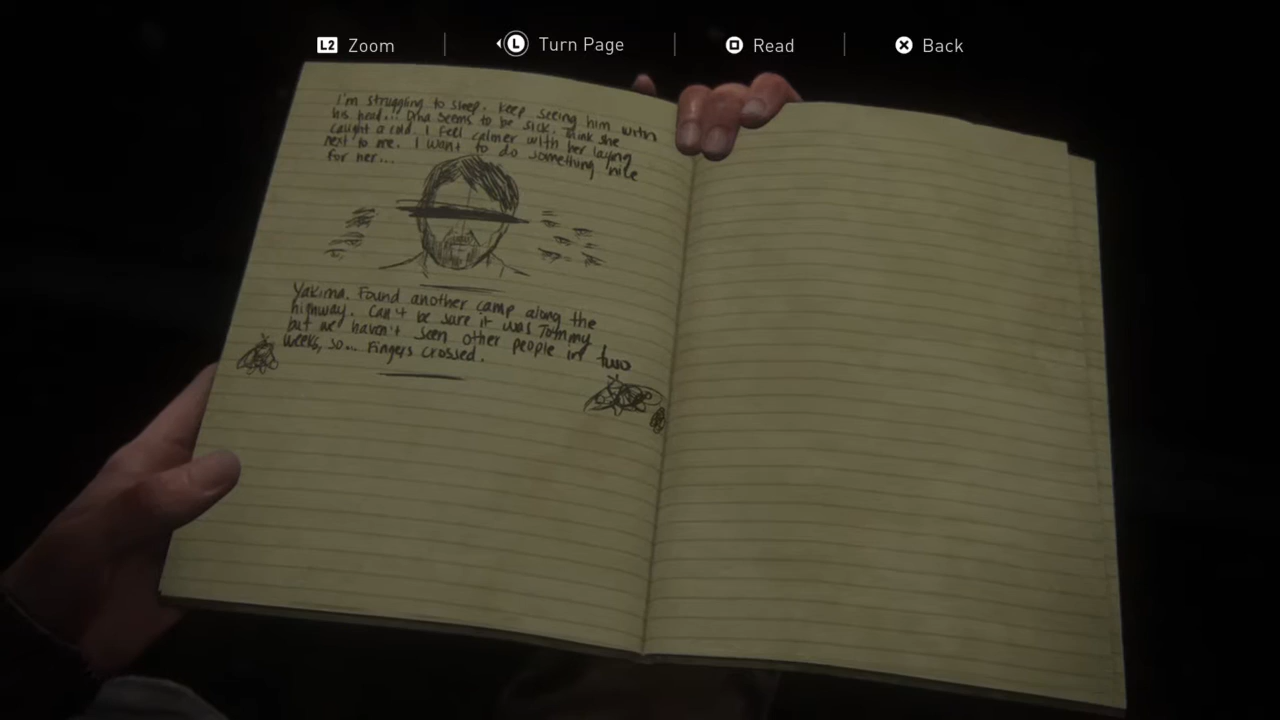 L2 Zoom
L Turn Page
Read
Back
I'm struggling to sleep. Keep seeing him with
his head... Dina seems to be sick. Think she
caught a cold. I feel calmer with her laying
next to me. I want to do something nice
for her...
Yakima. Found another camp along the
highway. Can't be sure it was Tommy
but we haven't seen other people in two
weeks, so... Fingers crossed.